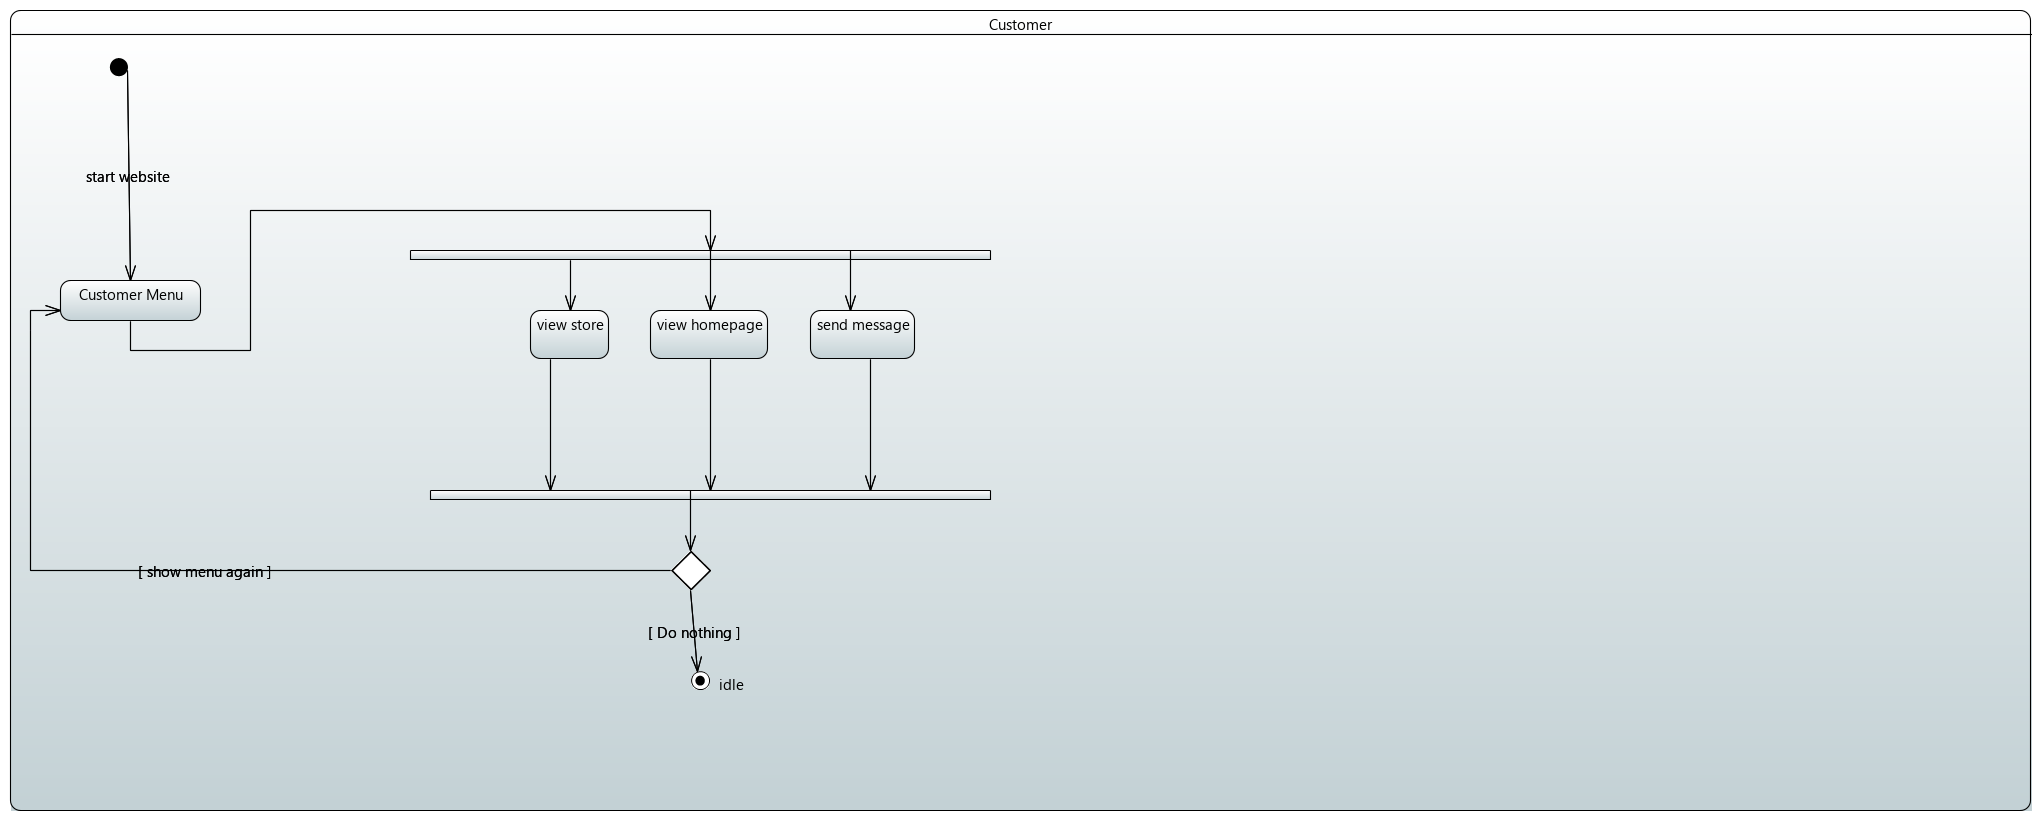 Customer
start website
Customer Menu
view store
view homepage
send message
[ show menu again ]
[ Do nothing ]
idle